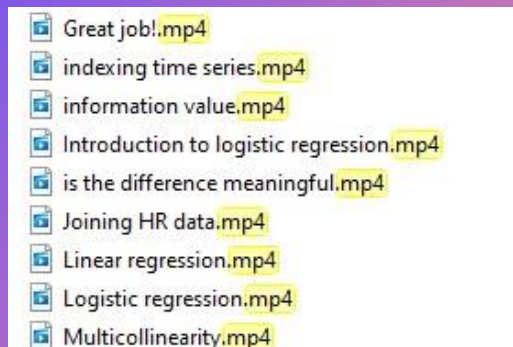 Great job!.mp4
indexing time series.mp4
information value.mp4
Introduction to logistic regression.mp4
is the difference meaningful.mp4
Joining HR data.mp4
Linear regression.mp4
Logistic regression.mp4
Multicollinearity.mp4